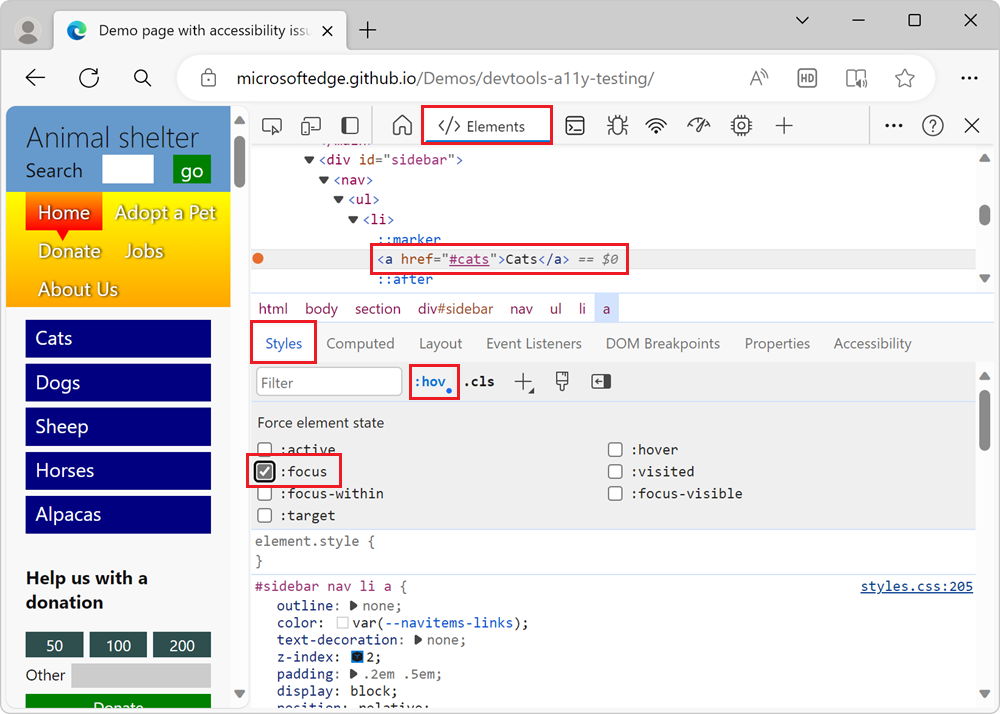 Demo page with accessibility issu
microsoftedge.github.io/Demos/devtools-a11y-testing/
HD
Animal shelter
Search go
Home Adopt a Pet
Donate Jobs
About Us
Cats
Dogs
Sheep
Horses
Alpacas
Help us with a
donation
50 100 200
Other
Donate
</> Elements
<div id="sidebar">
<nav>
<ul>
<li>
::marker
<a href="#cats">Cats</a> == $0
::after
html body section div#sidebar nav ul li a
Styles Computed Layout Event Listeners DOM Breakpoints Properties Accessibility
Filter :hov .cls
Force element state
:active :hover
:focus :visited
:focus-within :focus-visible
:target
element.style {
}
#sidebar nav li a { styles.css:205
outline: none;
color: var(--navitems-links);
text-decoration: none;
z-index: 2;
padding: .2em .5em;
display: block;
position: relative;